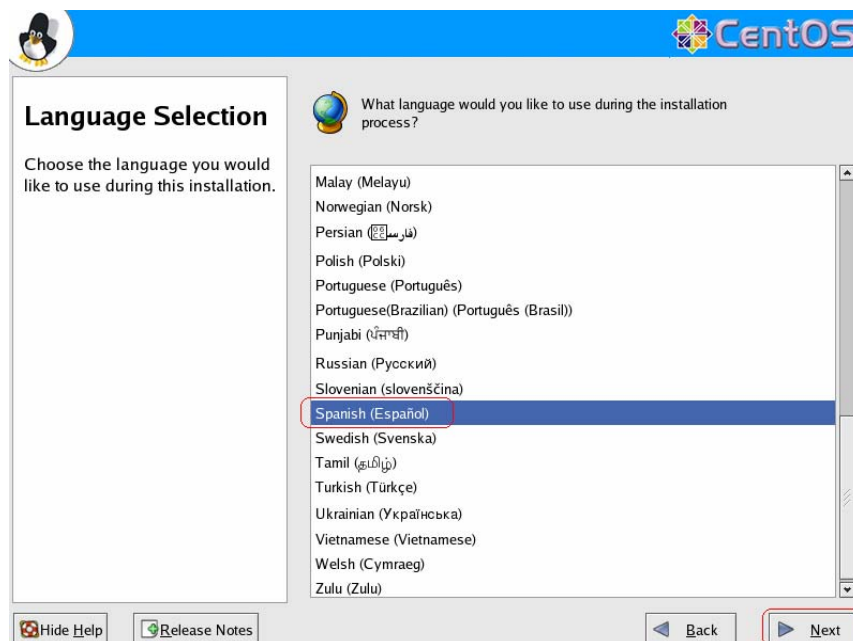 CentOS
Language Selection
Choose the language you would
like to use during this installation.
What language would you like to use during the installation
process?
Malay (Melayu)
Norwegian (Norsk)
Persian (فارسی)
Polish (Polski)
Portuguese (Português)
Portuguese(Brazilian) (Português (Brasil))
Punjabi (ਪੰਜਾਬੀ)
Russian (Русский)
Slovenian (slovenščina)
Spanish (Español)
Swedish (Svenska)
Tamil (தமிழ்)
Turkish (Türkçe)
Ukrainian (Українська)
Vietnamese (Vietnamese)
Welsh (Cymraeg)
Zulu (Zulu)
Hide Help
Release Notes
Back
Next